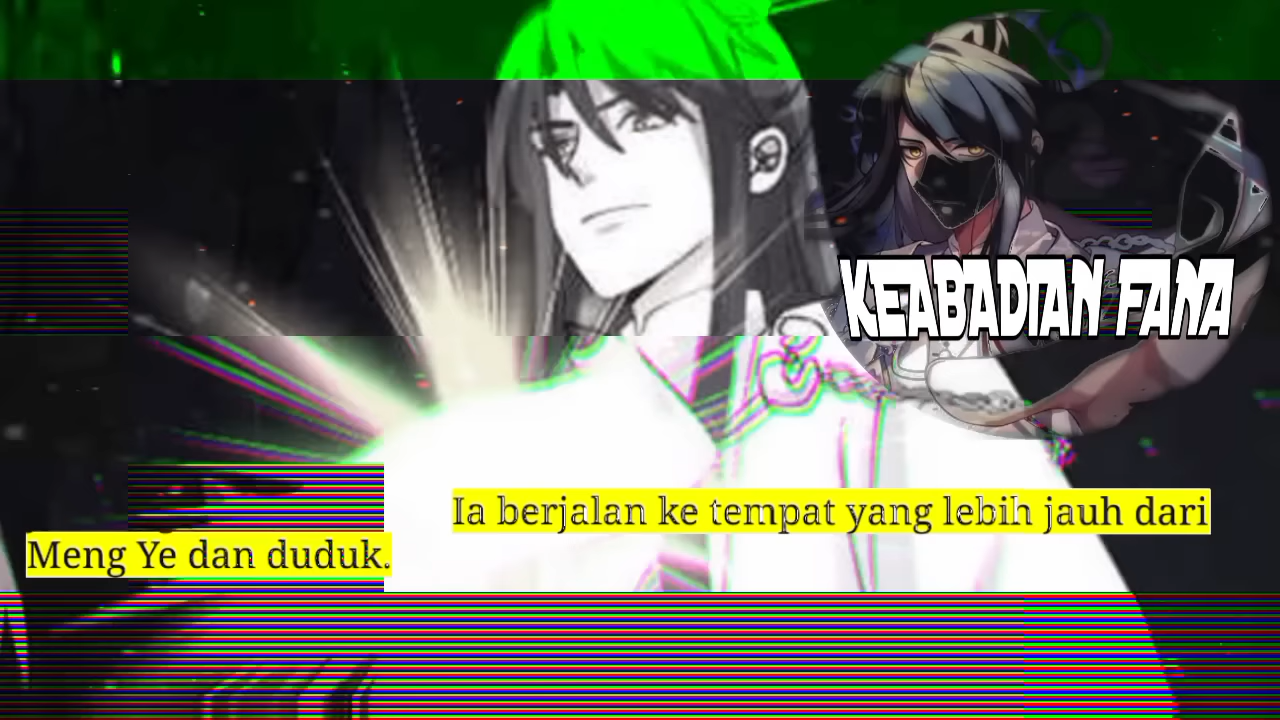 KEABADIAN FANA
Ia berjalan ke tempat yang lebih jauh dari
Meng Ye dan duduk.